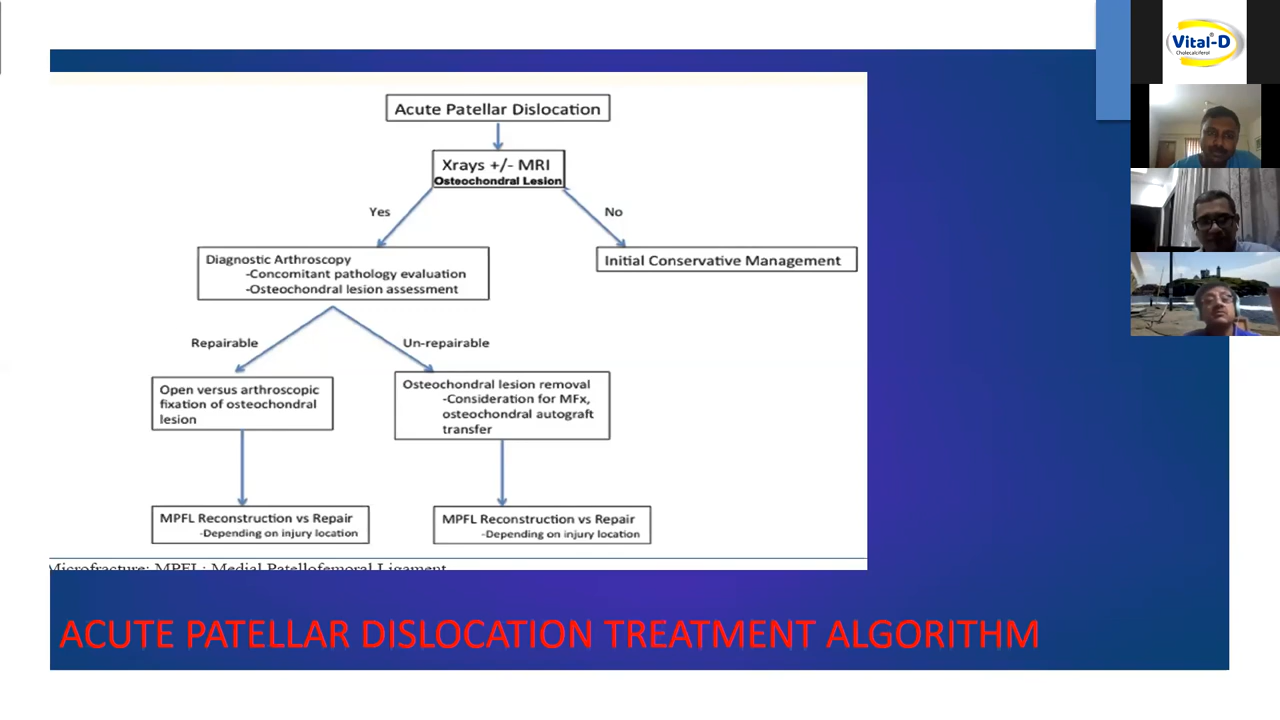 Vital-D
Cholecalciferol
Acute Patellar Dislocation
Xrays +/- MRI
Osteochondral Lesion
Yes
No
Diagnostic Arthroscopy
-Concomitant pathology evaluation
-Osteochondral lesion assessment
Initial Conservative Management
Repairable
Un-repairable
Open versus arthroscopic
fixation of osteochondral
lesion
Osteochondral lesion removal
-Consideration for MFx,
osteochondral autograft
transfer
MPFL Reconstruction vs Repair
-Depending on injury location
MPFL Reconstruction vs Repair
-Depending on injury location
Microfracture; MPFL: Medial Patellofemoral Ligament
ACUTE PATELLAR DISLOCATION TREATMENT ALGORITHM